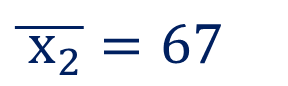 x̅₂ = 67